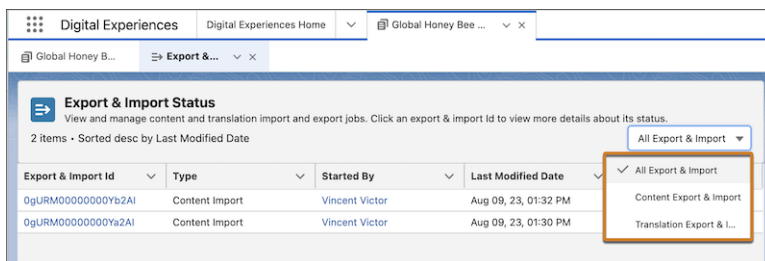 Digital Experiences
Digital Experiences Home
Global Honey Bee ...
Global Honey B...
Export &...
Export & Import Status
View and manage content and translation import and export jobs. Click an export & import Id to view more details about its status.
2 items • Sorted desc by Last Modified Date
All Export & Import
Export & Import Id Type Started By Last Modified Date
0gURM00000000Yb2AI Content Import Vincent Victor Aug 09, 23, 01:32 PM
0gURM00000000Ya2AI Content Import Vincent Victor Aug 09, 23, 01:30 PM
All Export & Import
Content Export & Import
Translation Export & I...